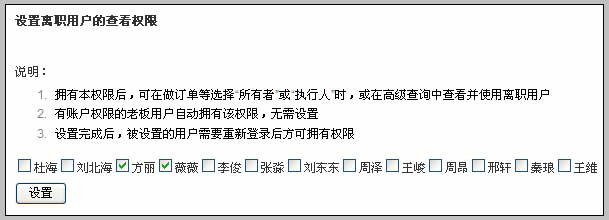 设置离职用户的查看权限
说明：
1. 拥有本权限后，可在做订单等选择“所有者”或“执行人”时，或在高级查询中查看并使用离职用户
2. 有账户权限的老板用户自动拥有该权限，无需设置
3. 设置完成后，被设置的用户需要重新登录后方可拥有权限
杜海 刘北海 方丽 薇薇 李俊 张淼 刘东东 周泽 王峻 周昂 邢轩 秦琅 王维
设置